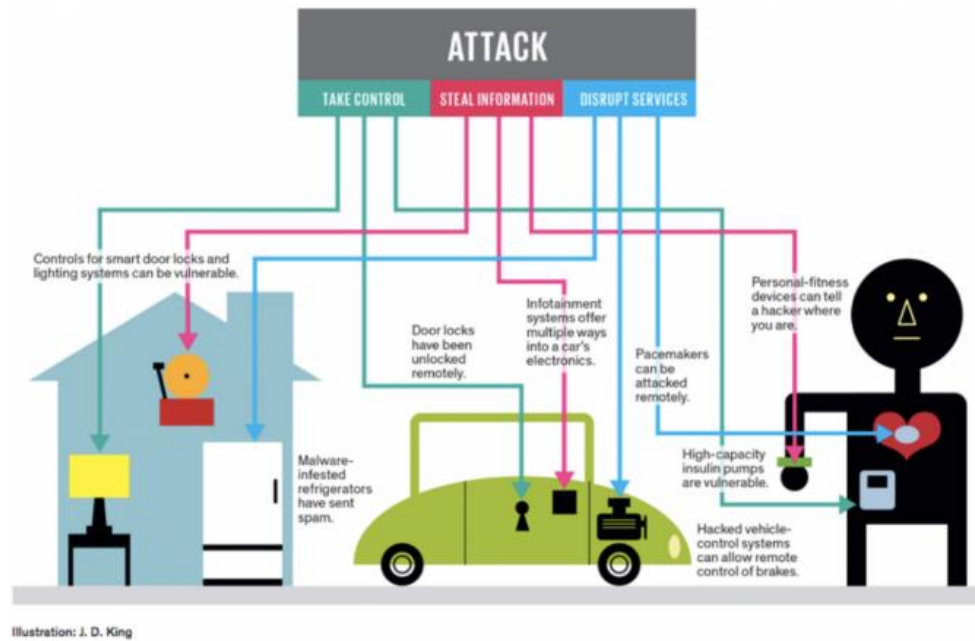 ATTACK
TAKE CONTROL
STEAL INFORMATION
DISRUPT SERVICES
Controls for smart door locks and
lighting systems can be vulnerable.
Door locks
have been
unlocked
remotely.
Infotainment
systems offer
multiple ways
into a car's
electronics.
Pacemakers
can be
attacked
remotely.
Personal-fitness
devices can tell
a hacker where
you are.
Malware-
infested
refrigerators
have sent
spam.
High-capacity
insulin pumps
are vulnerable.
Hacked vehicle-
control systems
can allow remote
control of brakes.
Illustration: J. D. King